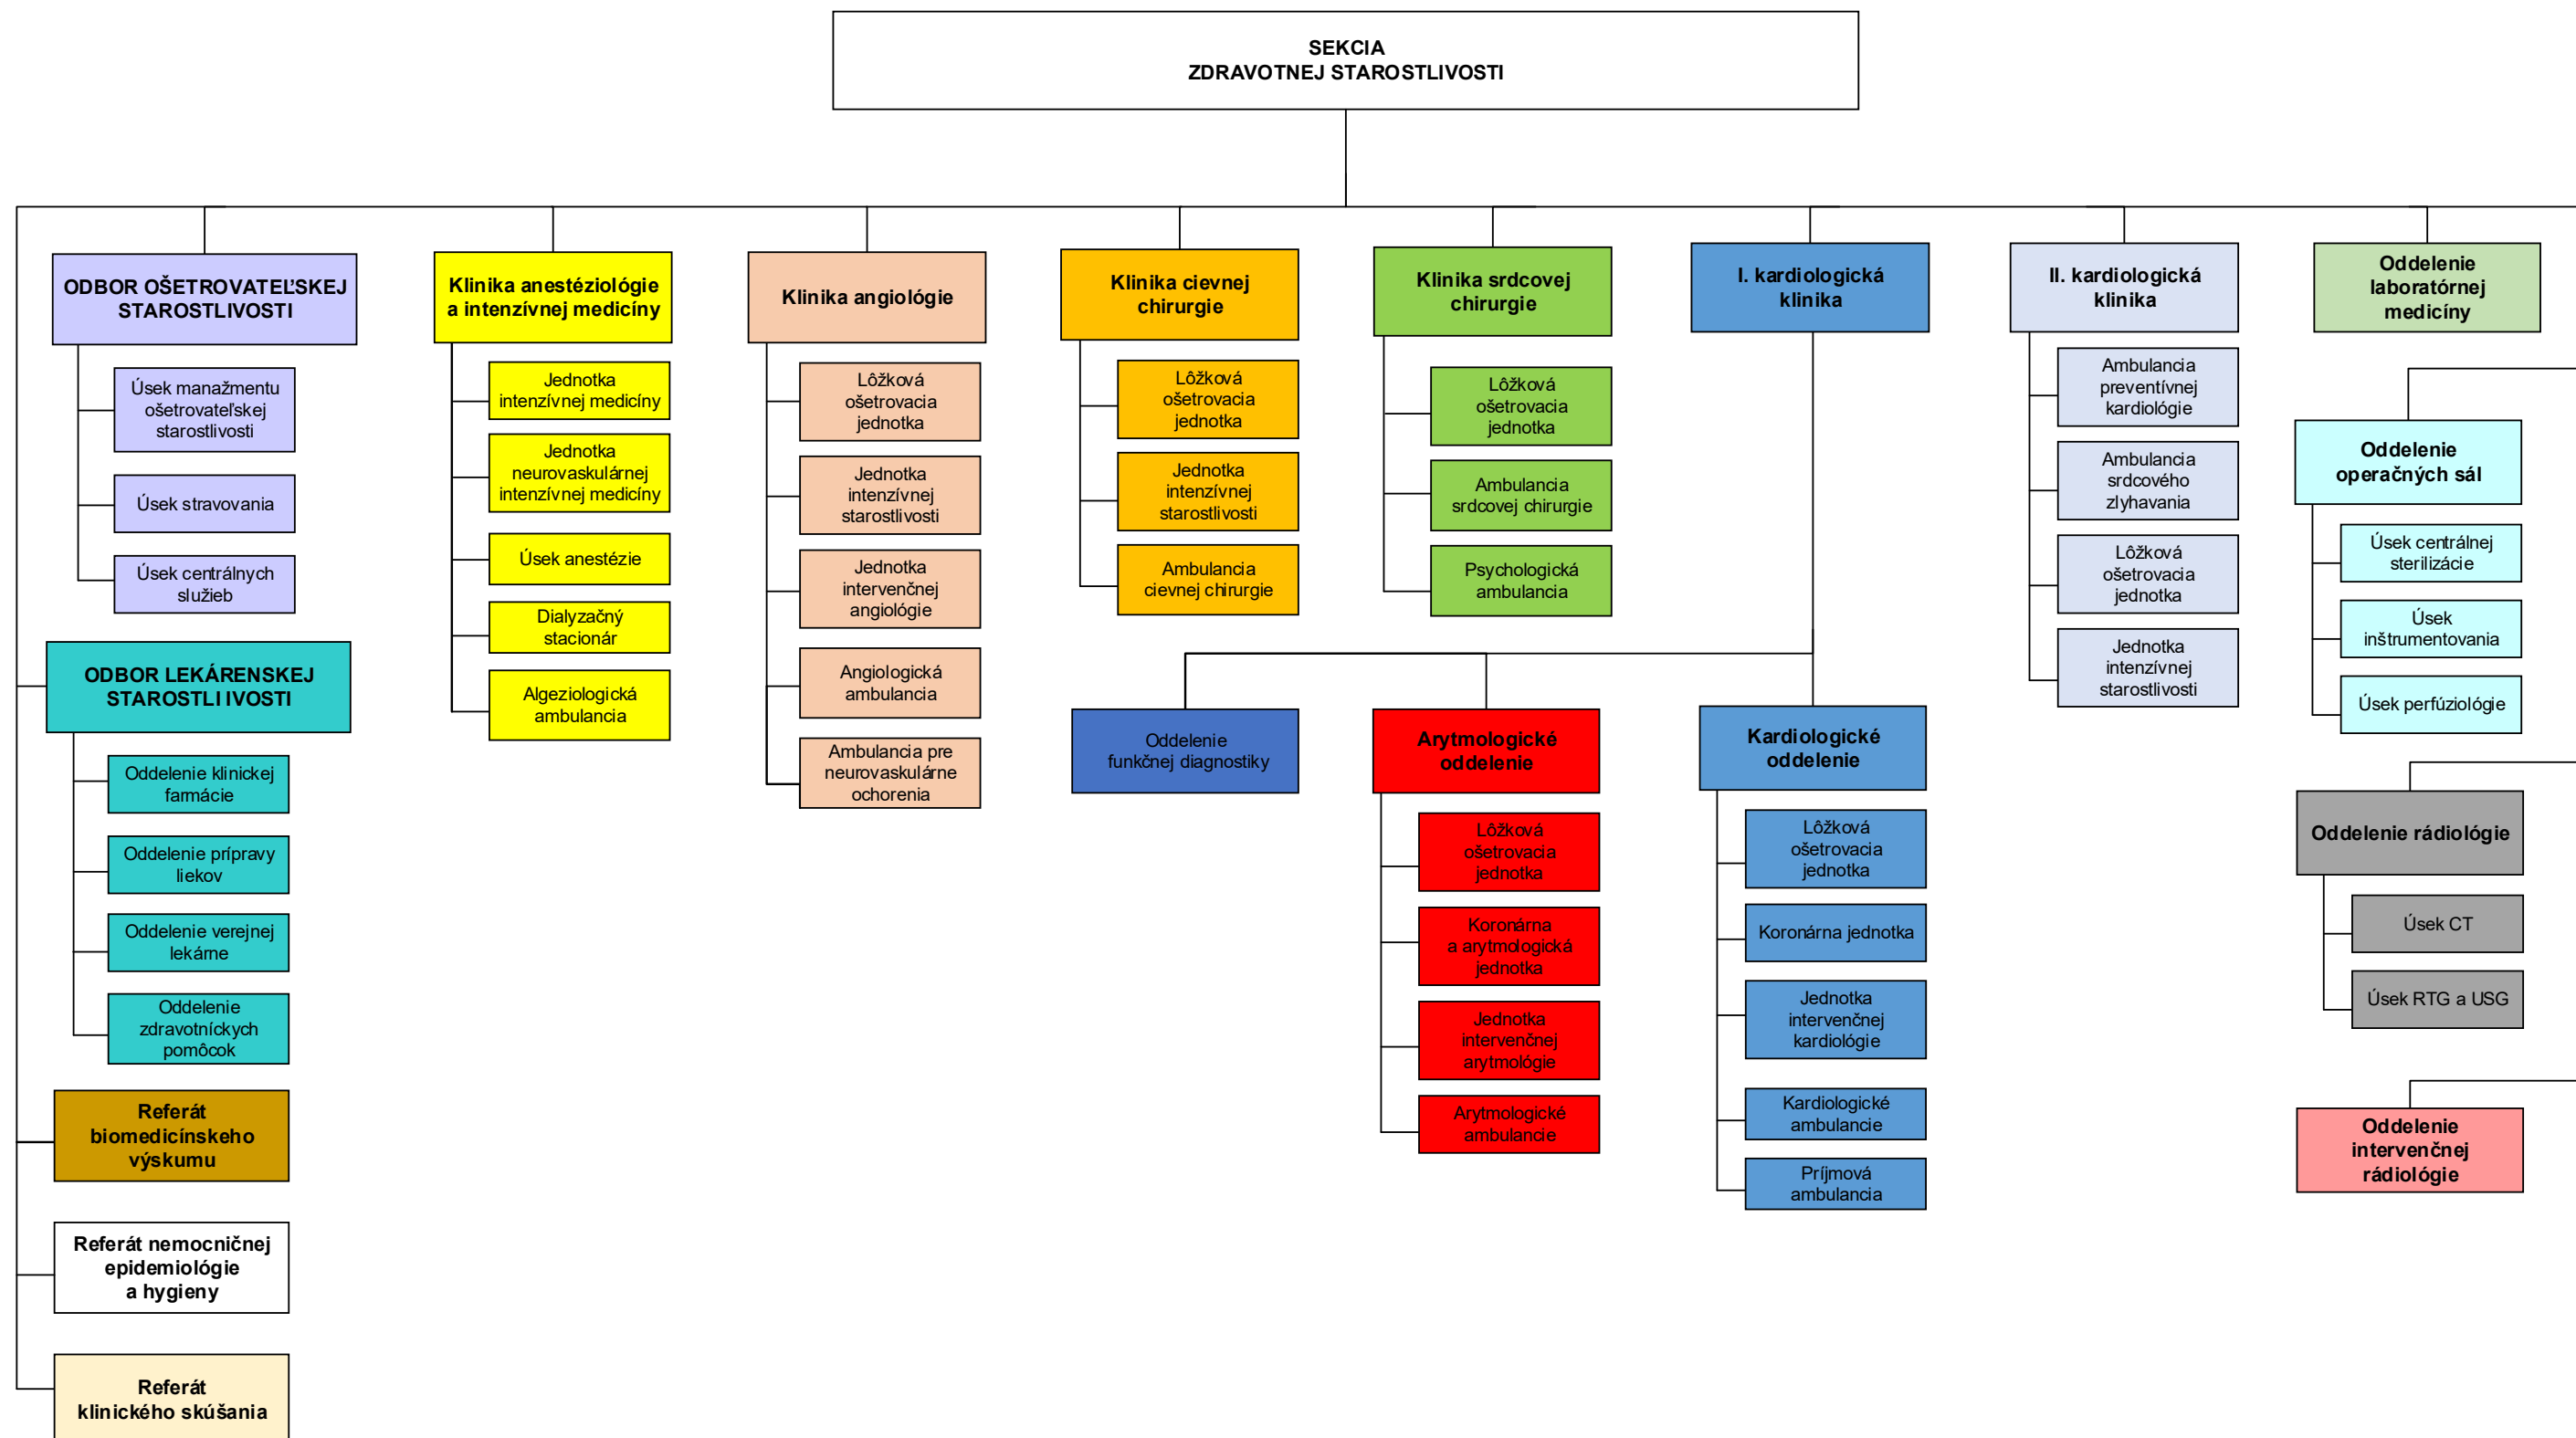 SEKCIA
ZDRAVOTNEJ STAROSTLIVOSTI
ODBOR OŠETROVATEĽSKEJ
STAROSTLIVOSTI
Úsek manažmentu
ošetrovateľskej
starostlivosti
Úsek stravovania
Úsek centrálnych
služieb
ODBOR LEKÁRENSKEJ
STAROSTLI IVOSTI
Oddelenie klinickej
farmácie
Oddelenie prípravy
liekov
Oddelenie verejnej
lekárne
Oddelenie
zdravotníckych
pomôcok
Referát
biomedicínskeho
výskumu
Referát nemocničnej
epidemiológie
a hygieny
Referát
klinického skúšania
Klinika anestéziológie
a intenzívnej medicíny
Jednotka
intenzívnej medicíny
Jednotka
neurovaskulárnej
intenzívnej medicíny
Úsek anestézie
Dialyzačný
stacionár
Algeziologická
ambulancia
Klinika angiológie
Lôžková
ošetrovacia
jednotka
Jednotka
intenzívnej
starostlivosti
Jednotka
intervenčnej
angiológie
Angiologická
ambulancia
Ambulancia pre
neurovaskulárne
ochorenia
Klinika cievnej
chirurgie
Lôžková
ošetrovacia
jednotka
Jednotka
intenzívnej
starostlivosti
Ambulancia
cievnej chirurgie
Klinika srdcovej
chirurgie
Lôžková
ošetrovacia
jednotka
Ambulancia
srdcovej chirurgie
Psychologická
ambulancia
I. kardiologická
klinika
Oddelenie
funkčnej diagnostiky
Arytmologické
oddelenie
Lôžková
ošetrovacia
jednotka
Koronárna
a arytmologická
jednotka
Jednotka
intervenčnej
arytmológie
Arytmologické
ambulancie
Kardiologické
oddelenie
Lôžková
ošetrovacia
jednotka
Koronárna jednotka
Jednotka
intervenčnej
kardiológie
Kardiologické
ambulancie
Príjmová
ambulancia
II. kardiologická
klinika
Ambulancia
preventívnej
kardiológie
Ambulancia
srdcového
zlyhavania
Lôžková
ošetrovacia
jednotka
Jednotka
intenzívnej
starostlivosti
Oddelenie
laboratórnej
medicíny
Oddelenie
operačných sál
Úsek centrálnej
sterilizácie
Úsek
inštrumentovania
Úsek perfúziológie
Oddelenie rádiológie
Úsek CT
Úsek RTG a USG
Oddelenie
intervenčnej
rádiológie